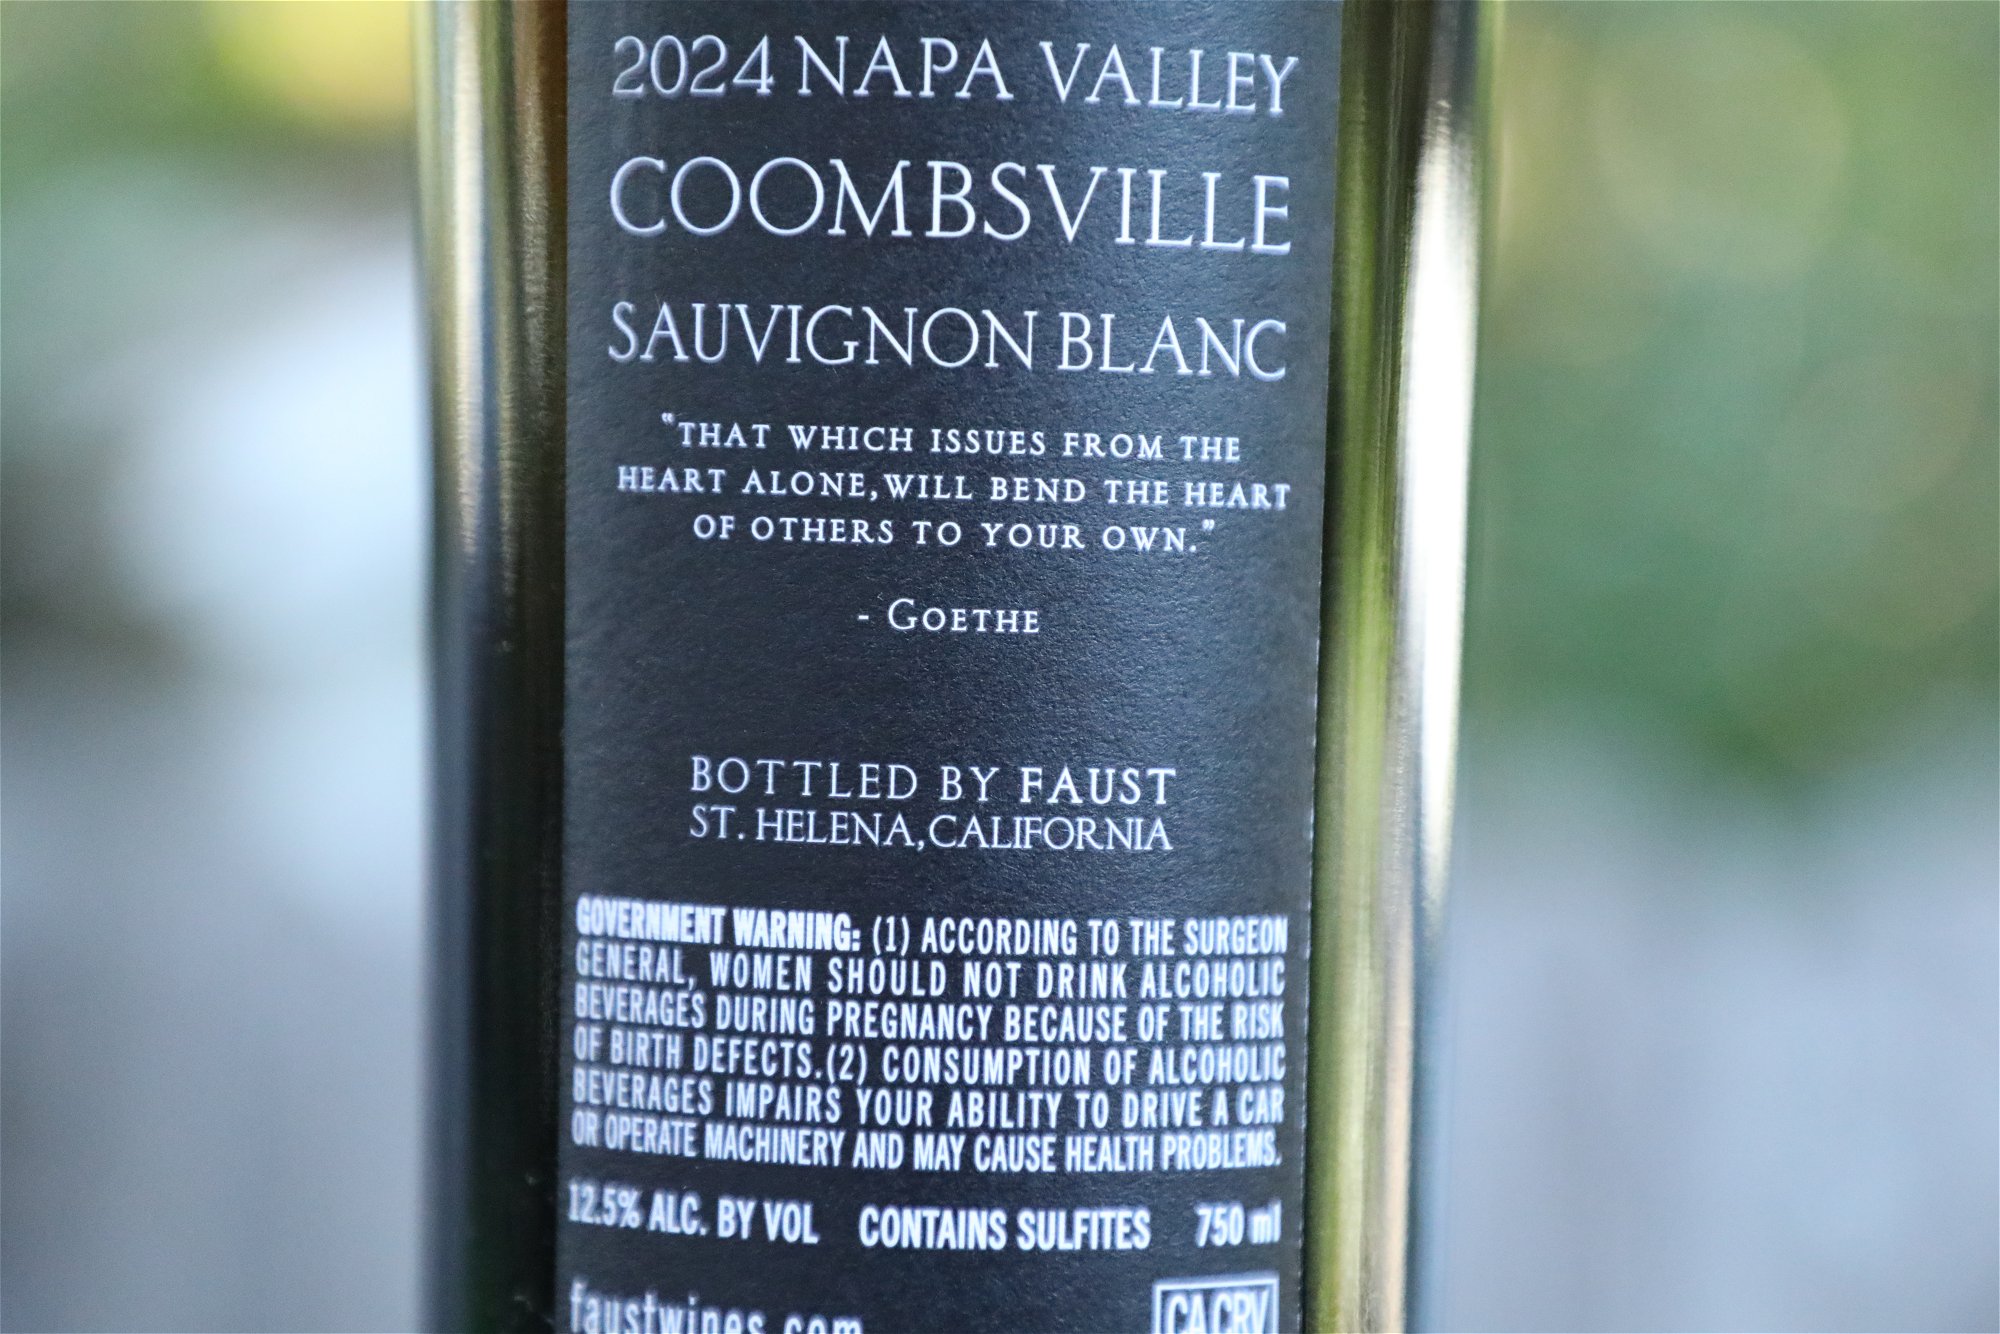 2024 NAPA VALLEY
COOMBSVILLE
SAUVIGNON BLANC
“THAT WHICH ISSUES FROM THE
HEART ALONE, WILL BEND THE HEART
OF OTHERS TO YOUR OWN.”
- GOETHE
BOTTLED BY FAUST
ST. HELENA, CALIFORNIA
GOVERNMENT WARNING: (1) ACCORDING TO THE SURGEON
GENERAL, WOMEN SHOULD NOT DRINK ALCOHOLIC
BEVERAGES DURING PREGNANCY BECAUSE OF THE RISK
OF BIRTH DEFECTS.(2) CONSUMPTION OF ALCOHOLIC
BEVERAGES IMPAIRS YOUR ABILITY TO DRIVE A CAR
OR OPERATE MACHINERY AND MAY CAUSE HEALTH PROBLEMS.
12.5% ALC. BY VOL CONTAINS SULFITES 750 ml
faustwines.com CA CRV